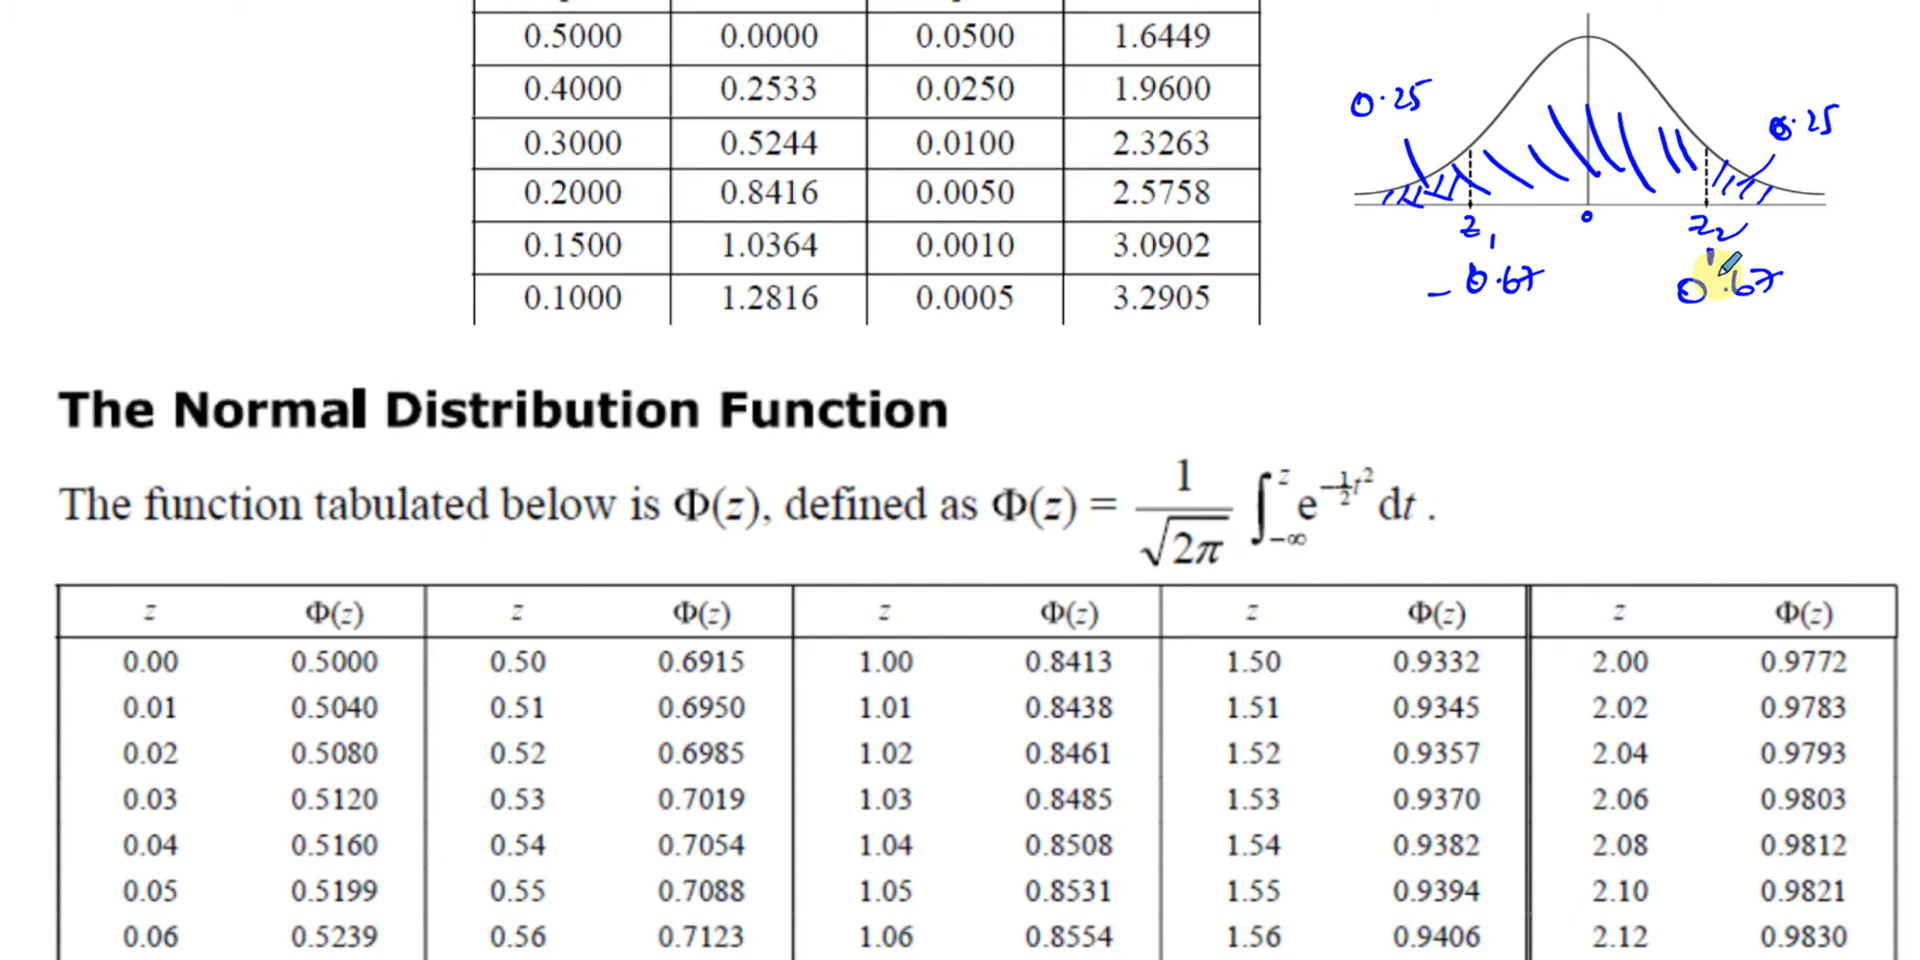 0.5000 0.0000 0.0500 1.6449
0.4000 0.2533 0.0250 1.9600
0.3000 0.5244 0.0100 2.3263
0.2000 0.8416 0.0050 2.5758
0.1500 1.0364 0.0010 3.0902
0.1000 1.2816 0.0005 3.2905
0.25 0.25
z₁ 0 z₂
-0.67 0.67
The Normal Distribution Function
The function tabulated below is Φ(z), defined as Φ(z) = 1/√2π ∫_{-∞}^{z} e^{-½t²} dt .
z Φ(z) z Φ(z) z Φ(z) z Φ(z) z Φ(z)
0.00 0.5000 0.50 0.6915 1.00 0.8413 1.50 0.9332 2.00 0.9772
0.01 0.5040 0.51 0.6950 1.01 0.8438 1.51 0.9345 2.02 0.9783
0.02 0.5080 0.52 0.6985 1.02 0.8461 1.52 0.9357 2.04 0.9793
0.03 0.5120 0.53 0.7019 1.03 0.8485 1.53 0.9370 2.06 0.9803
0.04 0.5160 0.54 0.7054 1.04 0.8508 1.54 0.9382 2.08 0.9812
0.05 0.5199 0.55 0.7088 1.05 0.8531 1.55 0.9394 2.10 0.9821
0.06 0.5239 0.56 0.7123 1.06 0.8554 1.56 0.9406 2.12 0.9830